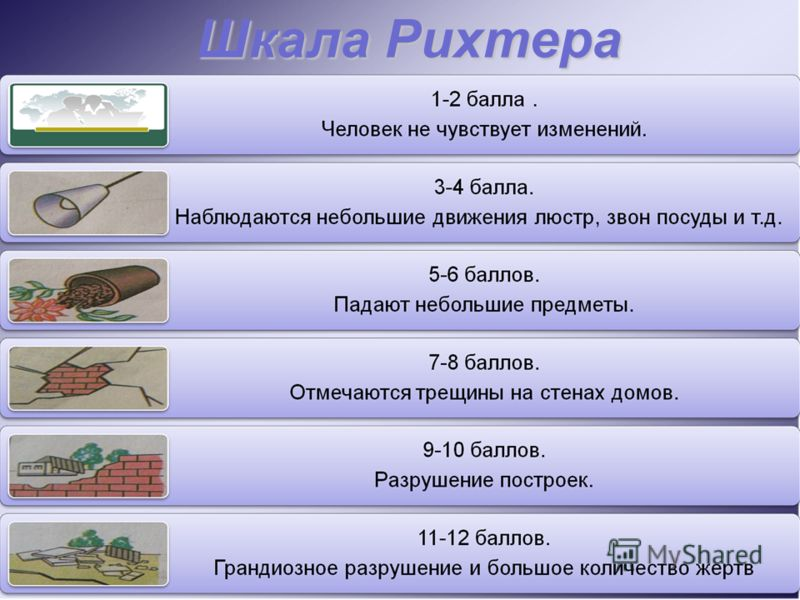 Шкала Рихтера
1-2 балла .
Человек не чувствует изменений.
3-4 балла.
Наблюдаются небольшие движения люстр, звон посуды и т.д.
5-6 баллов.
Падают небольшие предметы.
7-8 баллов.
Отмечаются трещины на стенах домов.
9-10 баллов.
Разрушение построек.
11-12 баллов.
Грандиозное разрушение и большое количество жертв
MyShared